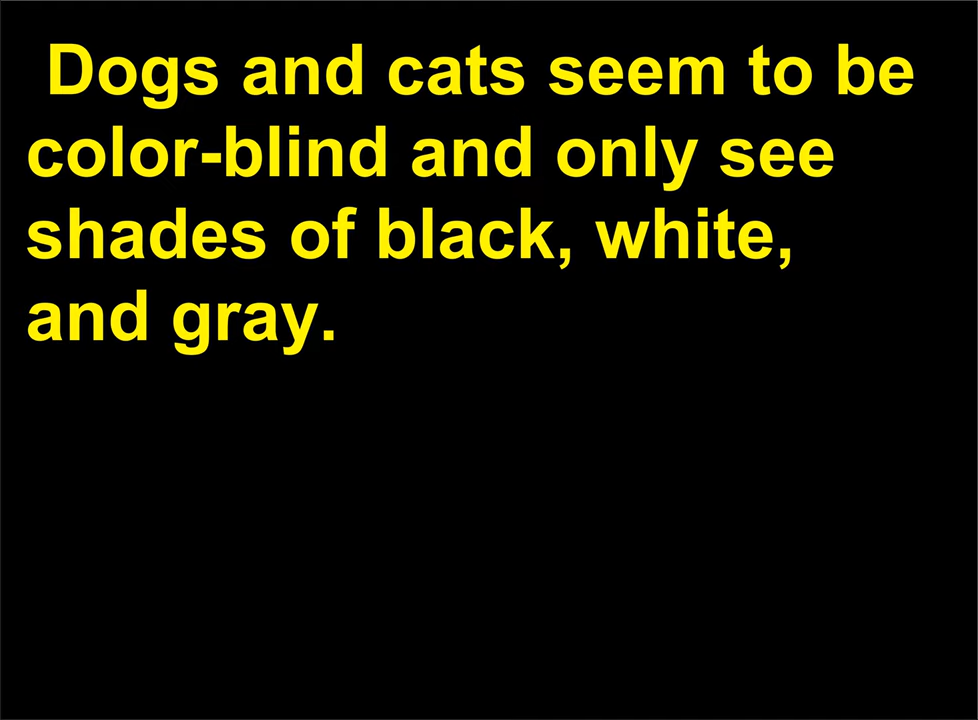 Dogs and cats seem to be
color-blind and only see
shades of black, white,
and gray.